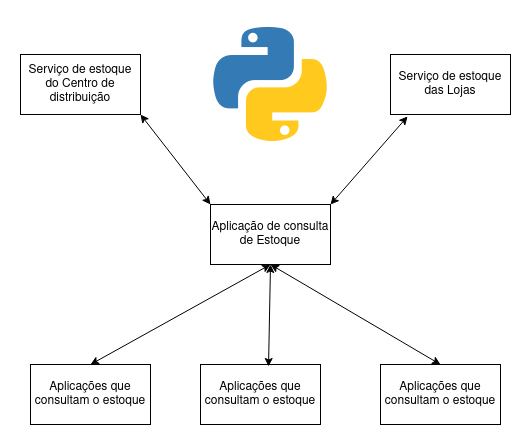 Serviço de estoque
do Centro de
distribuição
Serviço de estoque
das Lojas
Aplicação de consulta
de Estoque
Aplicações que
consultam o estoque
Aplicações que
consultam o estoque
Aplicações que
consultam o estoque